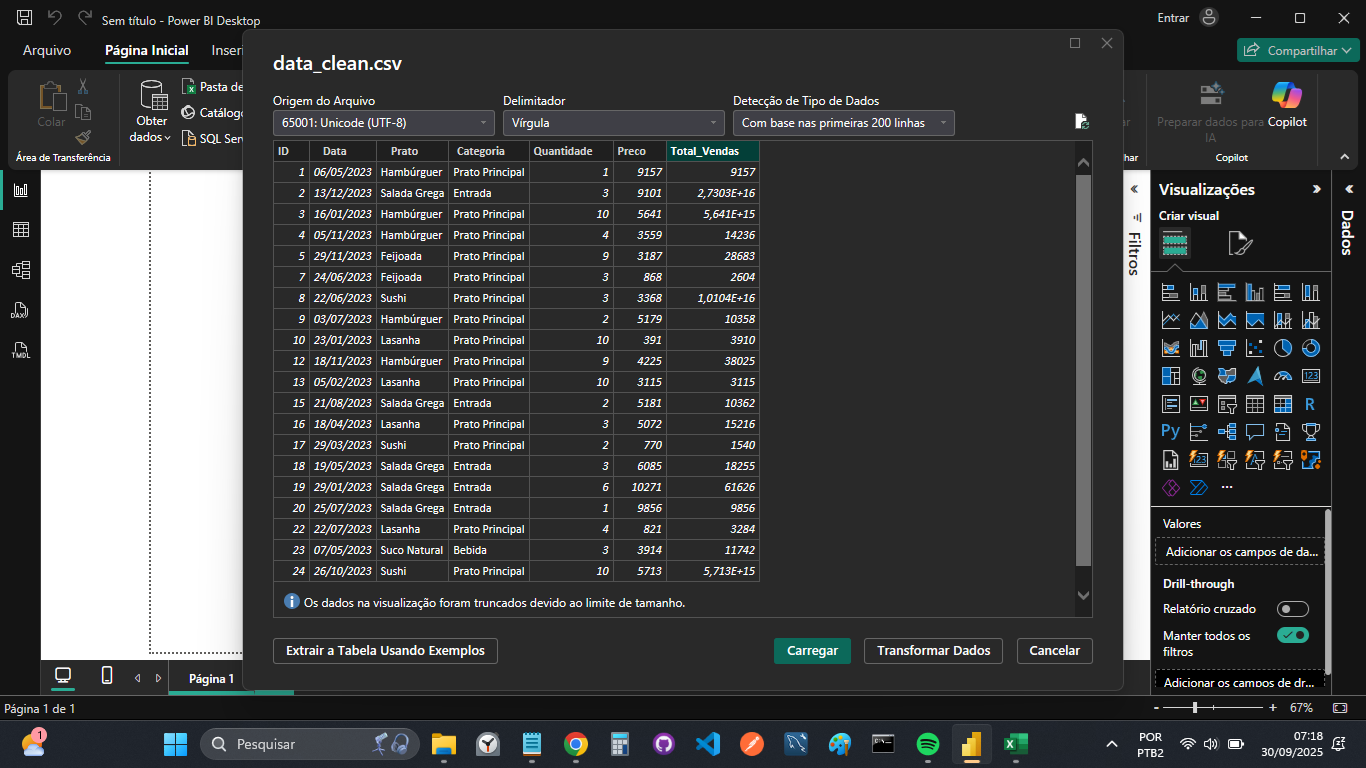 Sem título - Power BI Desktop
Entrar
Arquivo
Página Inicial
Inseri
Compartilhar
Colar
Obter dados
Pasta de
Catálogo
SQL Ser
Área de Transferência
Preparar dados para IA
Copilot
har
Copilot
data_clean.csv
Origem do Arquivo
Delimitador
Detecção de Tipo de Dados
65001: Unicode (UTF-8)
Vírgula
Com base nas primeiras 200 linhas
ID Data Prato Categoria Quantidade Preco Total_Vendas
1 06/05/2023 Hambúrguer Prato Principal 1 9157 9157
2 13/12/2023 Salada Grega Entrada 3 9101 2,7303E+16
3 16/01/2023 Hambúrguer Prato Principal 10 5641 5,641E+15
4 05/11/2023 Hambúrguer Prato Principal 4 3559 14236
5 29/11/2023 Feijoada Prato Principal 9 3187 28683
7 24/06/2023 Feijoada Prato Principal 3 868 2604
8 22/06/2023 Sushi Prato Principal 3 3368 1,0104E+16
9 03/07/2023 Hambúrguer Prato Principal 2 5179 10358
10 23/01/2023 Lasanha Prato Principal 10 391 3910
12 18/11/2023 Hambúrguer Prato Principal 9 4225 38025
13 05/02/2023 Lasanha Prato Principal 10 3115 3115
15 21/08/2023 Salada Grega Entrada 2 5181 10362
16 18/04/2023 Lasanha Prato Principal 3 5072 15216
17 29/03/2023 Sushi Prato Principal 2 770 1540
18 19/05/2023 Salada Grega Entrada 3 6085 18255
19 29/01/2023 Salada Grega Entrada 6 10271 61626
20 25/07/2023 Salada Grega Entrada 1 9856 9856
22 22/07/2023 Lasanha Prato Principal 4 821 3284
23 07/05/2023 Suco Natural Bebida 3 3914 11742
24 26/10/2023 Sushi Prato Principal 10 5713 5,713E+15
Os dados na visualização foram truncados devido ao limite de tamanho.
Extrair a Tabela Usando Exemplos
Carregar
Transformar Dados
Cancelar
Filtros
Visualizações
Criar visual
Dados
Valores
Adicionar os campos de da...
Drill-through
Relatório cruzado
Manter todos os filtros
Adicionar os campos de dr...
Página 1
Página 1 de 1
67%
1
Pesquisar
POR
PTB2
07:18
30/09/2025